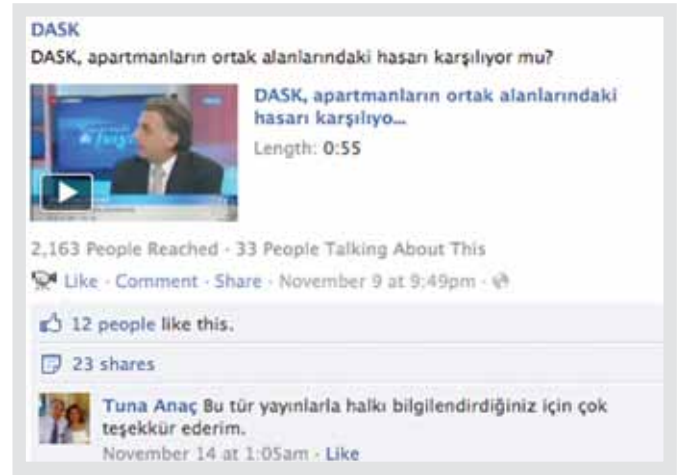 DASK
DASK, apartmanların ortak alanlarındaki hasarı karşılıyor mu?
DASK, apartmanların ortak alanlarındaki
hasarı karşılıyo...
Length: 0:55
2,163 People Reached · 33 People Talking About This
Like · Comment · Share · November 9 at 9:49pm ·
12 people like this.
23 shares
Tuna Anaç Bu tür yayınlarla halkı bilgilendirdiğiniz için çok
teşekkür ederim.
November 14 at 1:05am · Like